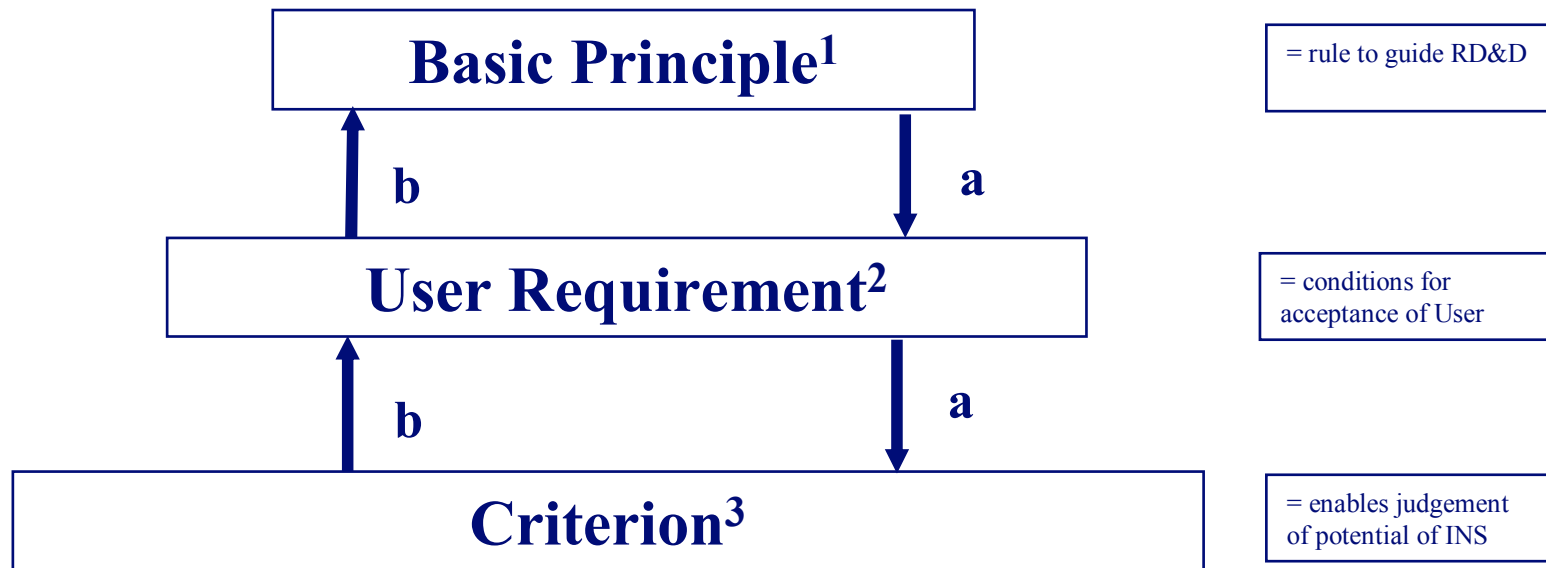 Basic Principle¹
= rule to guide RD&D
b
a
User Requirement²
= conditions for
acceptance of User
b
a
Criterion³
= enables judgement
of potential of INS